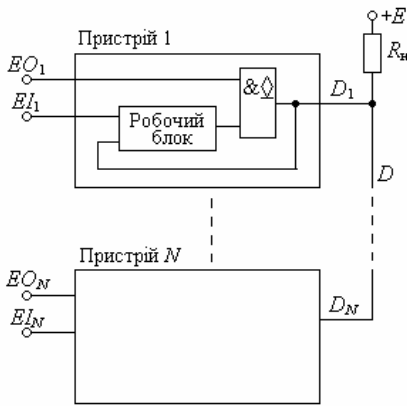 +E
Пристрій 1
Rн
EO1
&◊
D1
EI1
Робочий
блок
D
Пристрій N
EON
EIN
DN